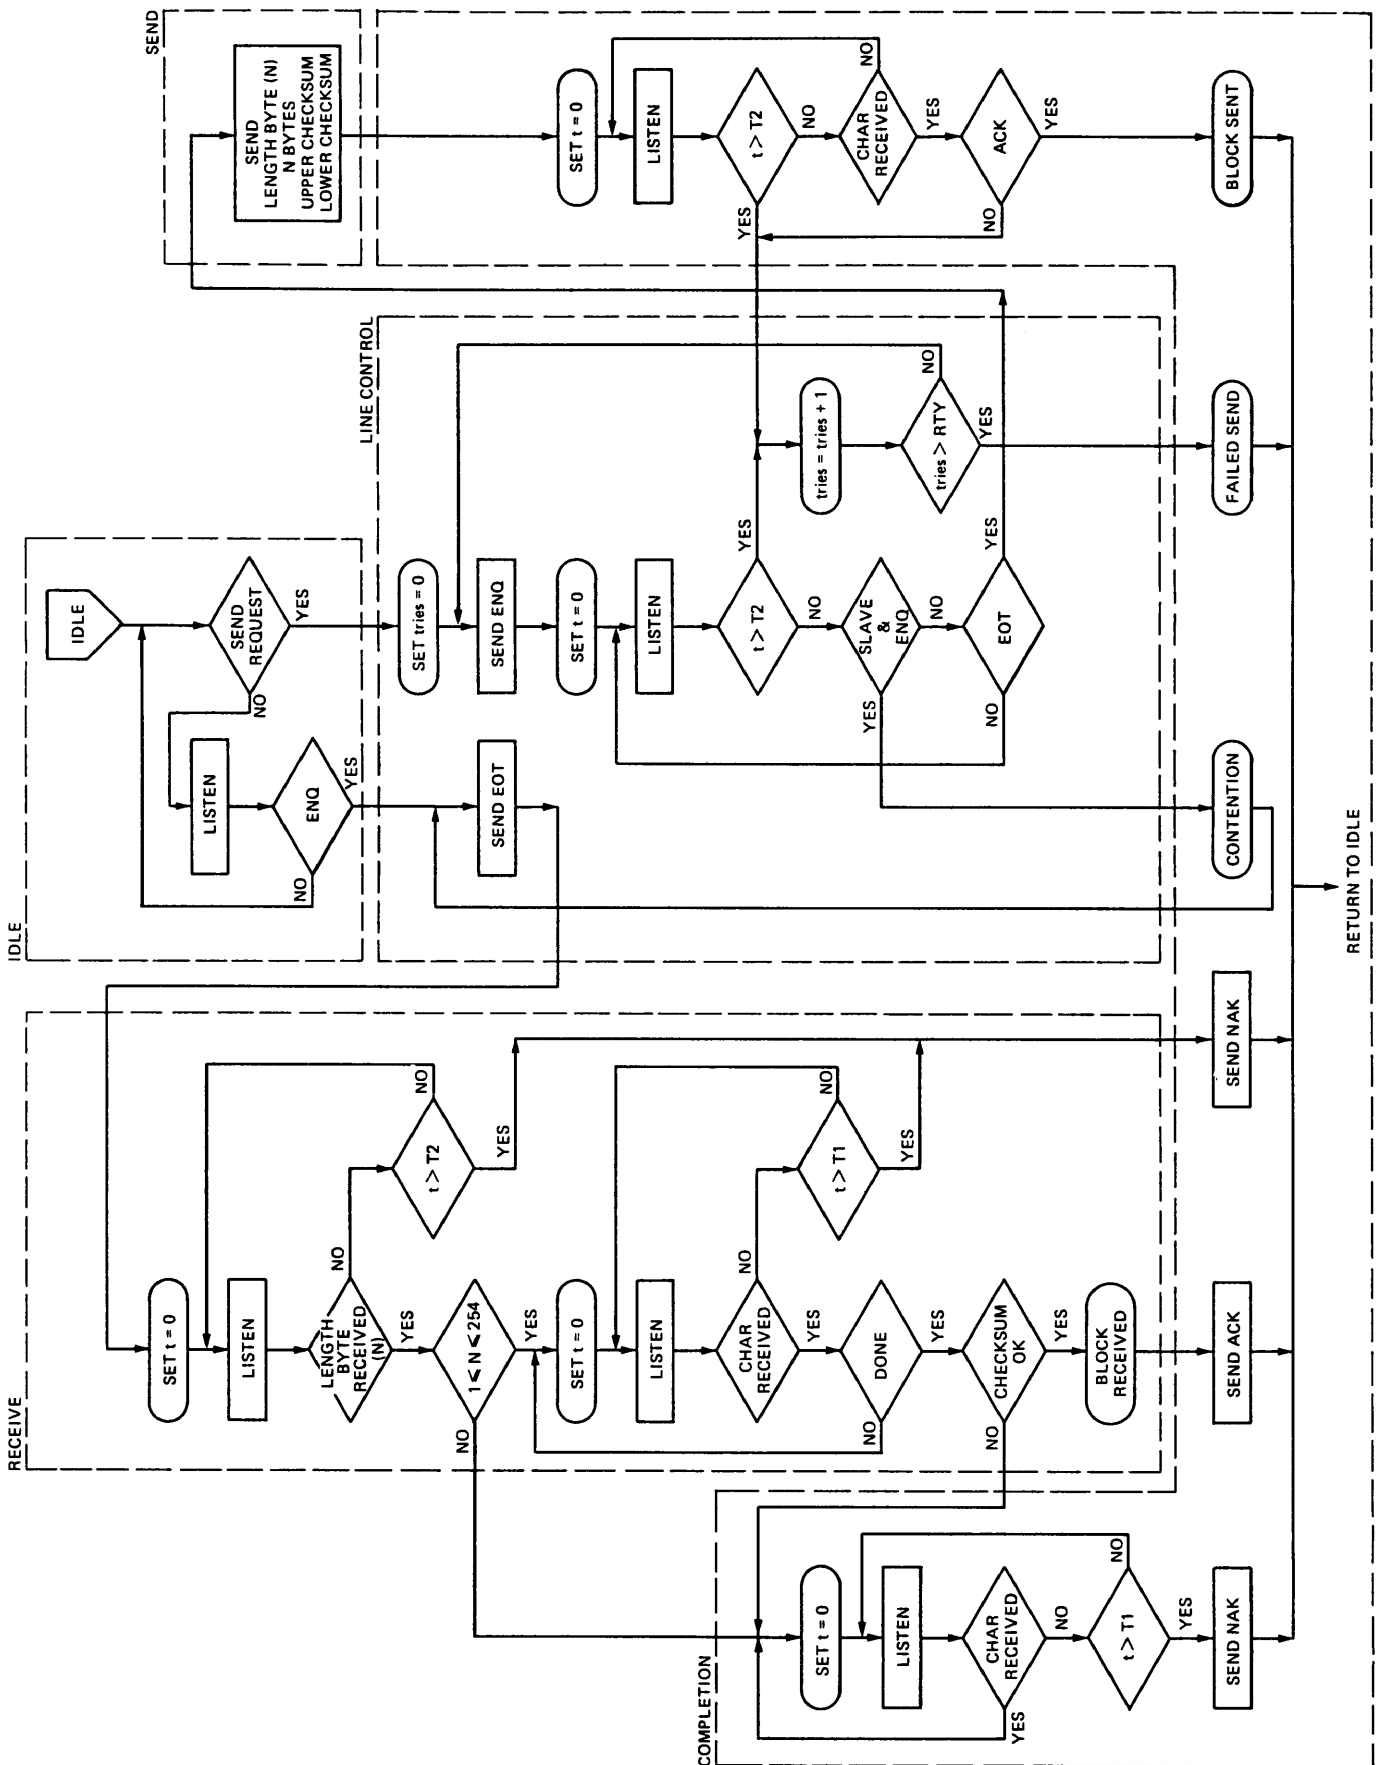 IDLE
IDLE
SEND
REQUEST
NO
YES
LISTEN
ENQ
NO
YES
SEND
SEND
LENGTH BYTE (N)
N BYTES
UPPER CHECKSUM
LOWER CHECKSUM
LINE CONTROL
SET tries = 0
SEND ENQ
SET t = 0
LISTEN
t > T2
YES
NO
SLAVE
&
ENQ
YES
NO
EOT
NO
YES
SEND EOT
tries = tries + 1
tries > RTY
NO
YES
SET t = 0
LISTEN
t > T2
YES
NO
CHAR
RECEIVED
NO
YES
ACK
NO
YES
RECEIVE
SET t = 0
LISTEN
LENGTH
BYTE
RECEIVED
(N)
NO
YES
t > T2
NO
YES
1 ⩽ N ⩽ 254
NO
YES
SET t = 0
LISTEN
CHAR
RECEIVED
NO
YES
t > T1
NO
YES
DONE
NO
YES
CHECKSUM
OK
NO
YES
BLOCK
RECEIVED
COMPLETION
SET t = 0
LISTEN
CHAR
RECEIVED
YES
NO
t > T1
NO
YES
SEND NAK
SEND ACK
SEND NAK
CONTENTION
FAILED SEND
BLOCK SENT
RETURN TO IDLE